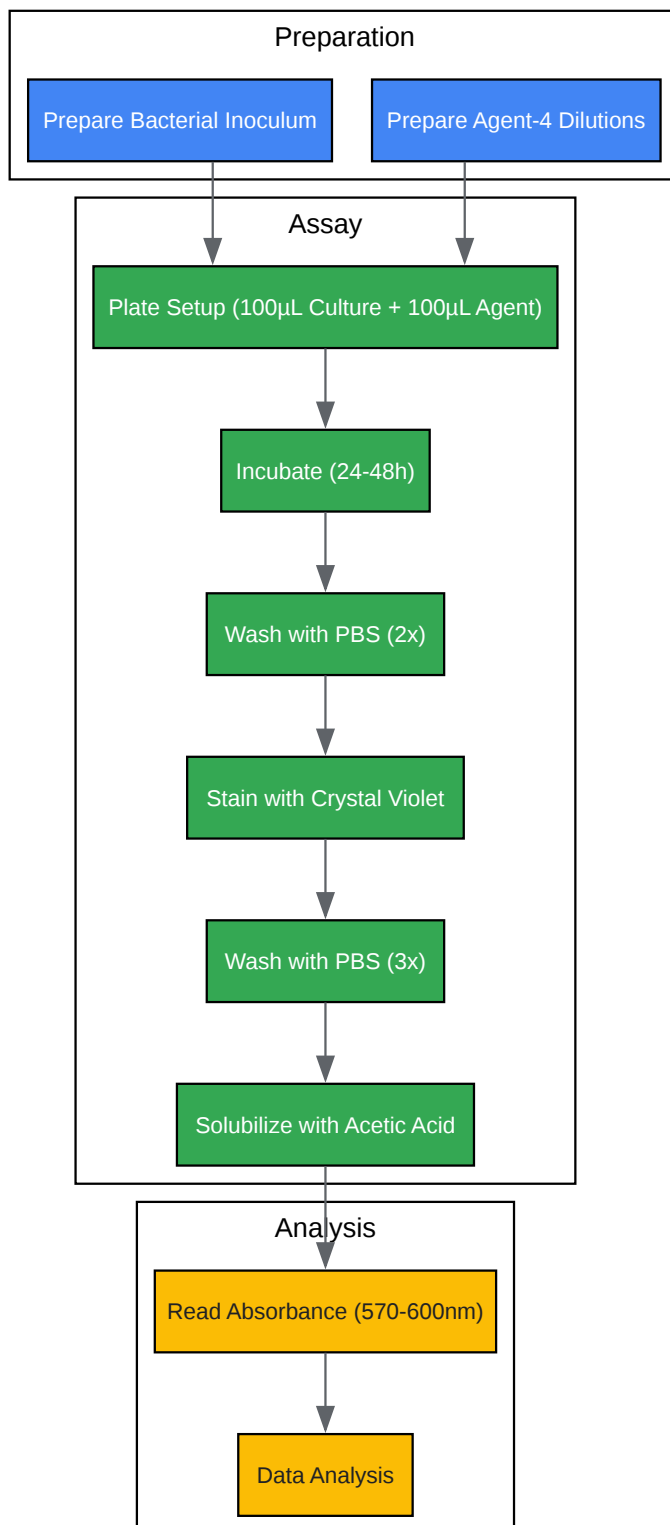 Preparation
Prepare Bacterial Inoculum
Prepare Agent-4 Dilutions
Assay
Plate Setup (100µL Culture + 100µL Agent)
Incubate (24-48h)
Wash with PBS (2x)
Stain with Crystal Violet
Wash with PBS (3x)
Solubilize with Acetic Acid
Analysis
Read Absorbance (570-600nm)
Data Analysis